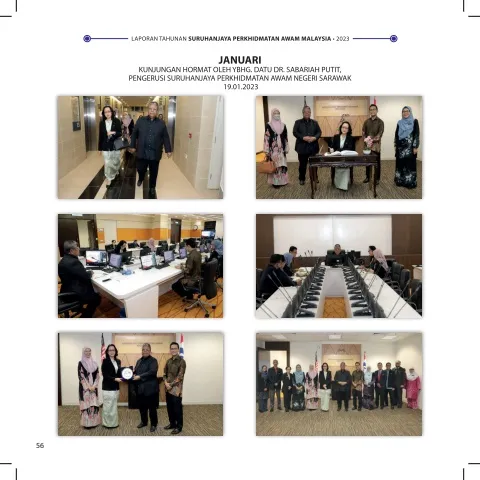 LAPORAN TAHUNAN SURUHANJAYA PERKHIDMATAN AWAM MALAYSIA • 2023
JANUARI
KUNJUNGAN HORMAT OLEH YBHG. DATU DR. SABARIAH PUTIT,
PENGERUSI SURUHANJAYA PERKHIDMATAN AWAM NEGERI SARAWAK
19.01.2023
56